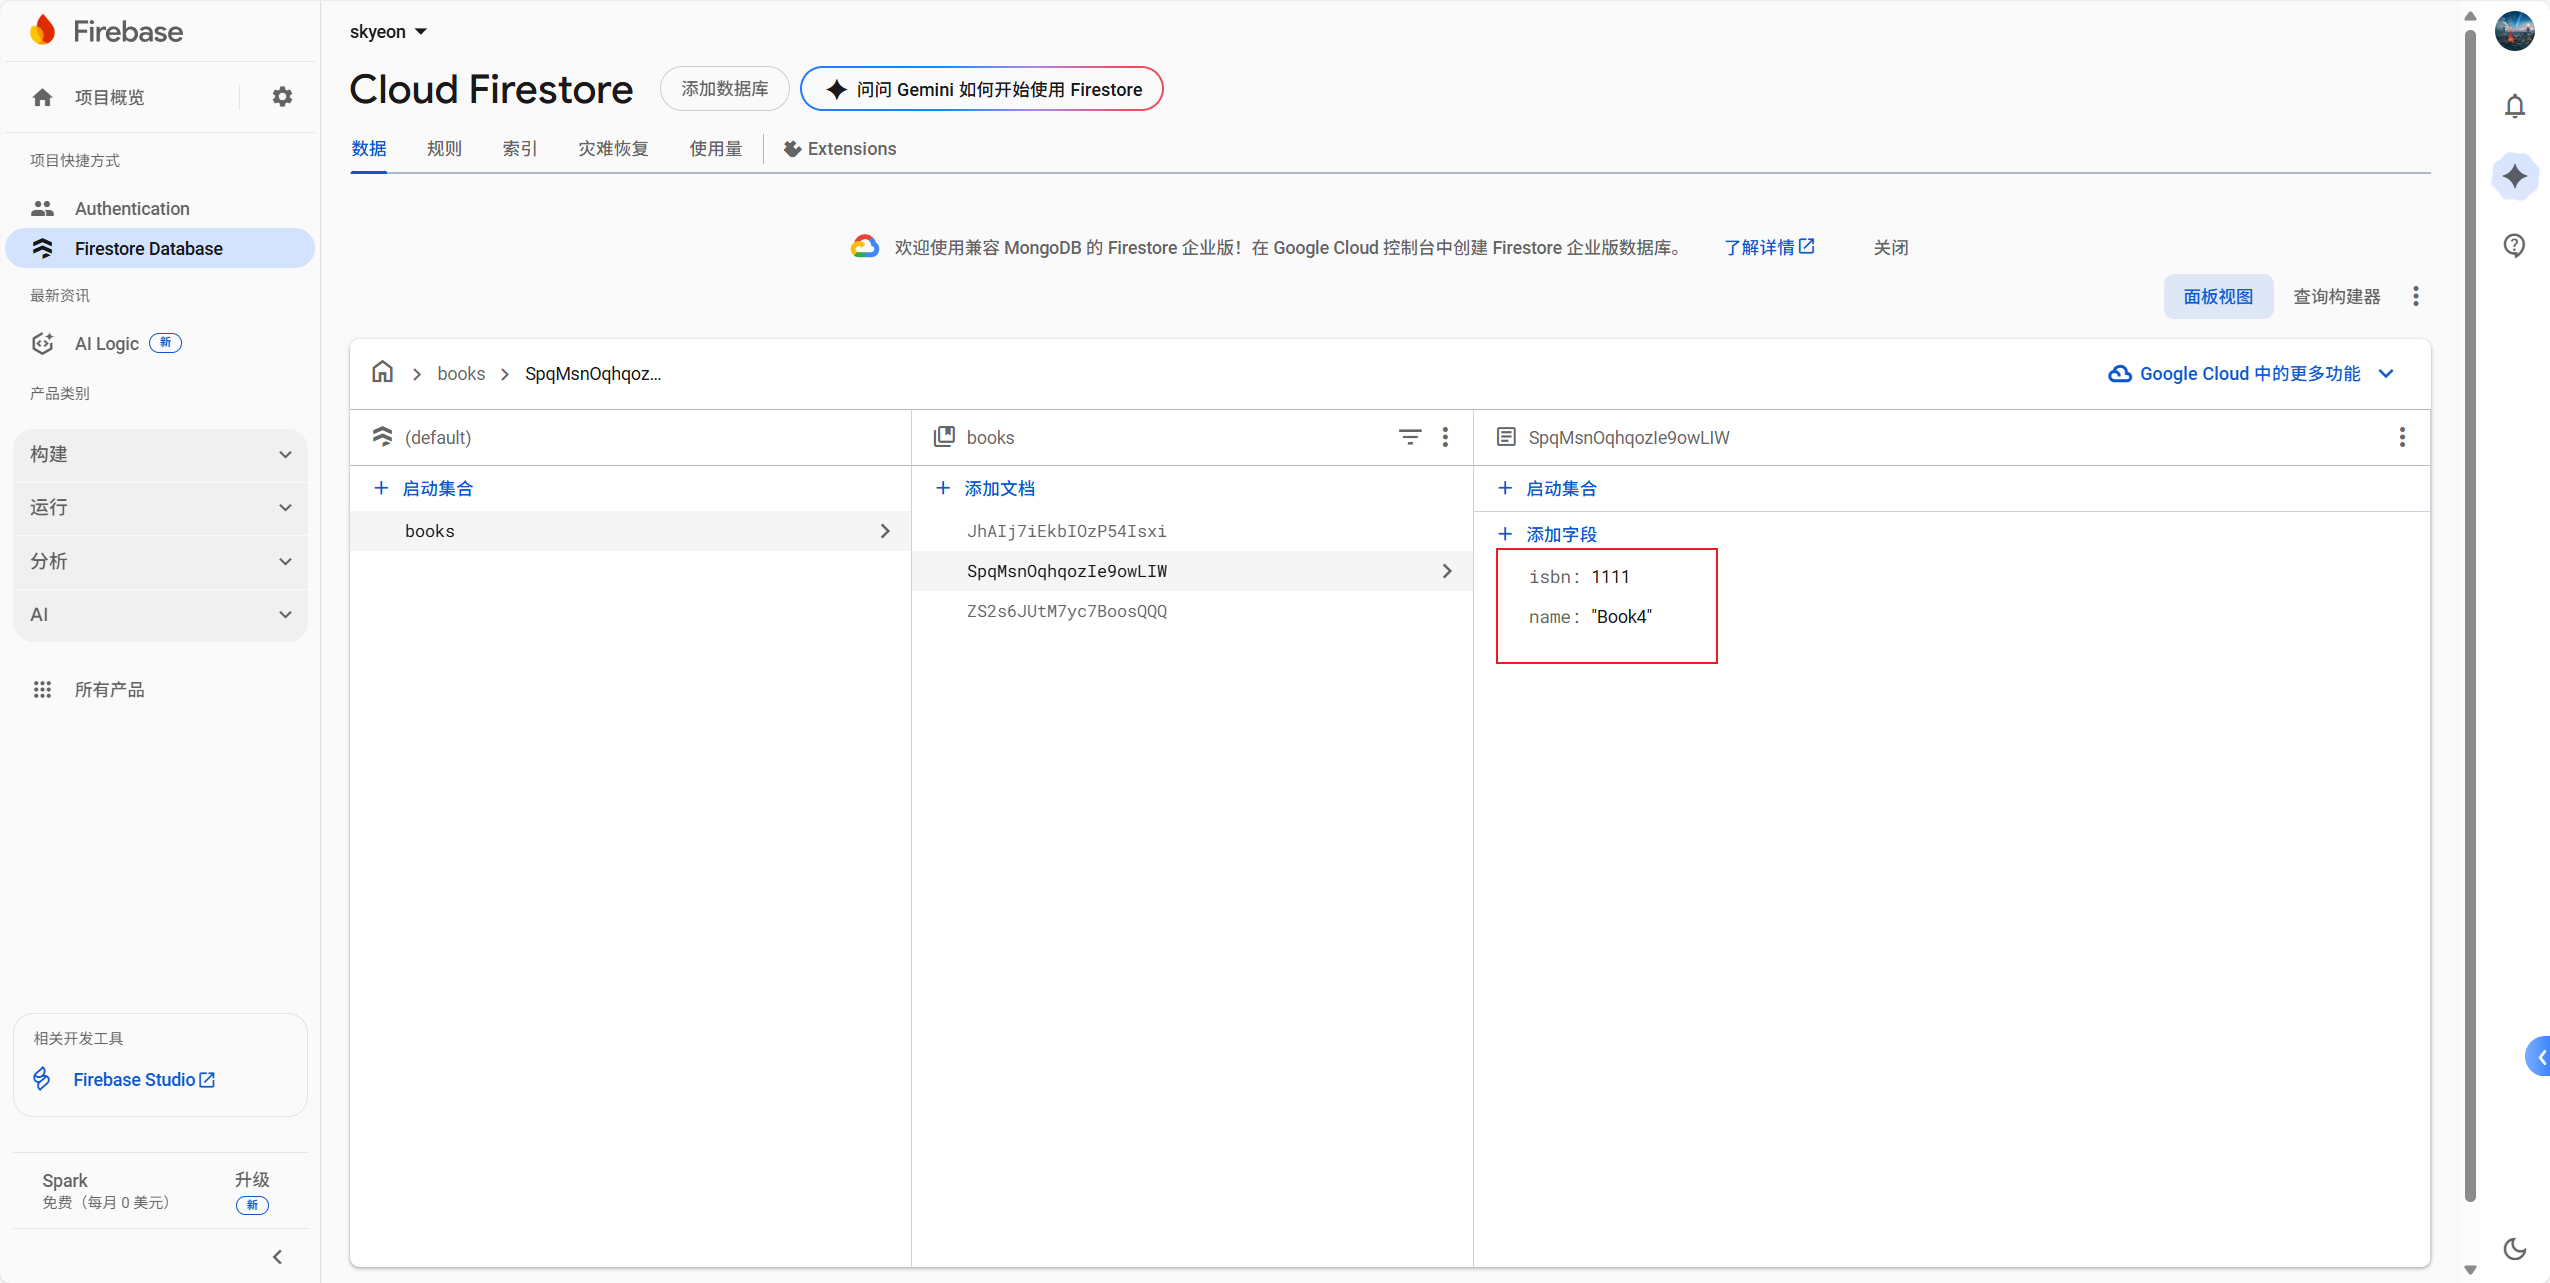 Firebase
项目概览
项目快捷方式
Authentication
Firestore Database
最新资讯
AI Logic 新
产品类别
构建
运行
分析
AI
所有产品
相关开发工具
Firebase Studio
Spark 升级
免费（每月 0 美元） 新
skyeon
Cloud Firestore 添加数据库 问问 Gemini 如何开始使用 Firestore
数据 规则 索引 灾难恢复 使用量 Extensions
欢迎使用兼容 MongoDB 的 Firestore 企业版！在 Google Cloud 控制台中创建 Firestore 企业版数据库。 了解详情 关闭
面板视图 查询构建器
books SpqMsnOqhqoz... Google Cloud 中的更多功能
(default)
启动集合
books
books
添加文档
JhAIj7iEkbIOzP54Isxi
SpqMsnOqhqozIe9owLIW
ZS2s6JUtM7yc7BoosQQQ
SpqMsnOqhqozIe9owLIW
启动集合
添加字段
isbn: 1111
name: "Book4"